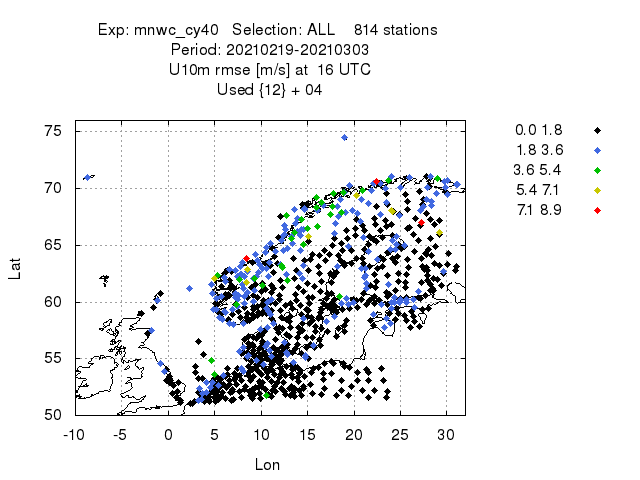 Exp: mnwc_cy40 Selection: ALL 814 stations
Period: 20210219-20210303
U10m rmse [m/s] at 16 UTC
Used {12} + 04
0.0 1.8
1.8 3.6
3.6 5.4
5.4 7.1
7.1 8.9
75
70
65
60
55
50
Lat
-10 -5 0 5 10 15 20 25 30
Lon